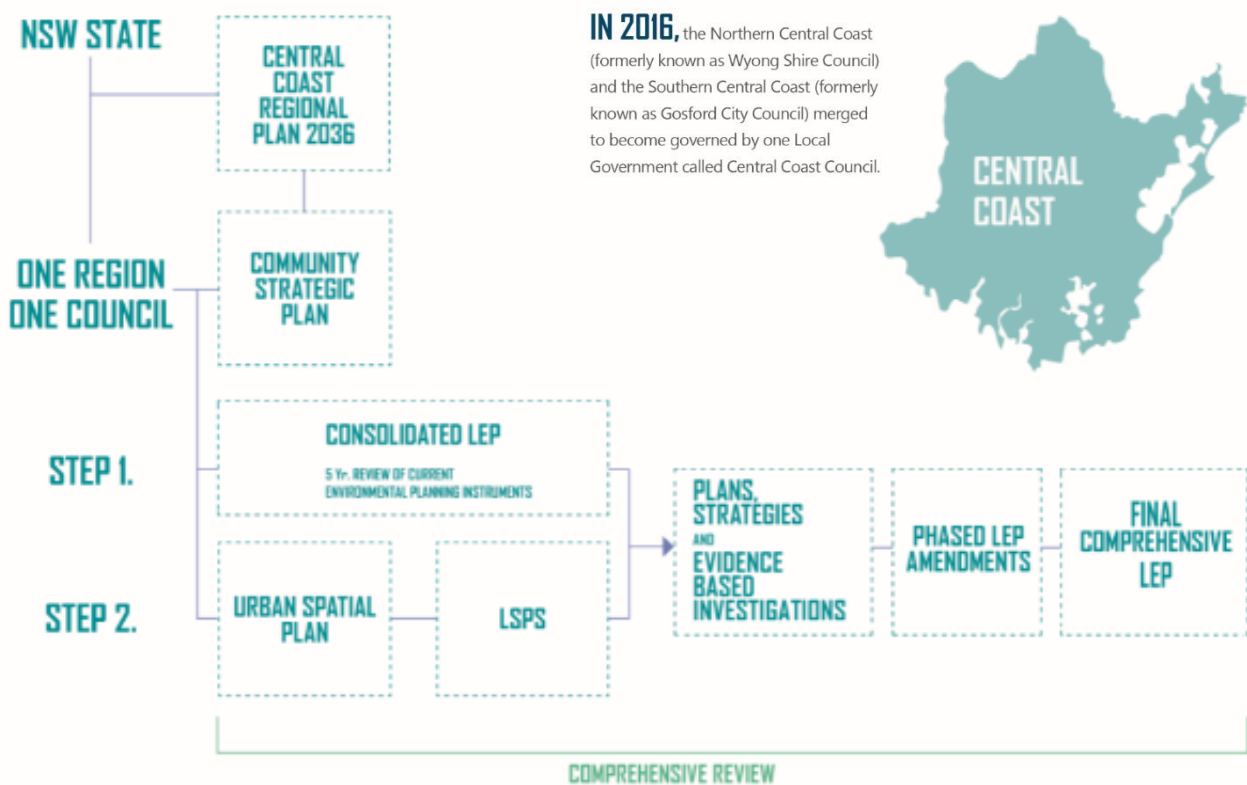 NSW STATE
CENTRAL
COAST
REGIONAL
PLAN 2036
IN 2016, the Northern Central Coast
(formerly known as Wyong Shire Council)
and the Southern Central Coast (formerly
known as Gosford City Council) merged
to become governed by one Local
Government called Central Coast Council.
CENTRAL
COAST
ONE REGION
ONE COUNCIL
COMMUNITY
STRATEGIC
PLAN
STEP 1.
CONSOLIDATED LEP
5 Yr. REVIEW OF CURRENT
ENVIRONMENTAL PLANNING INSTRUMENTS
STEP 2.
URBAN SPATIAL
PLAN
LSPS
PLANS,
STRATEGIES
AND
EVIDENCE
BASED
INVESTIGATIONS
PHASED LEP
AMENDMENTS
FINAL
COMPREHENSIVE
LEP
COMPREHENSIVE REVIEW